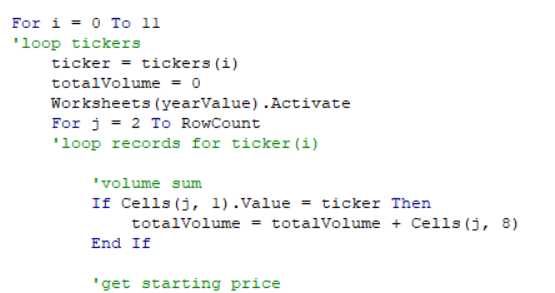 For i = 0 To 11
'loop tickers
ticker = tickers(i)
totalVolume = 0
Worksheets(yearValue).Activate
For j = 2 To RowCount
'loop records for ticker(i)
'volume sum
If Cells(j, 1).Value = ticker Then
totalVolume = totalVolume + Cells(j, 8)
End If
'get starting price